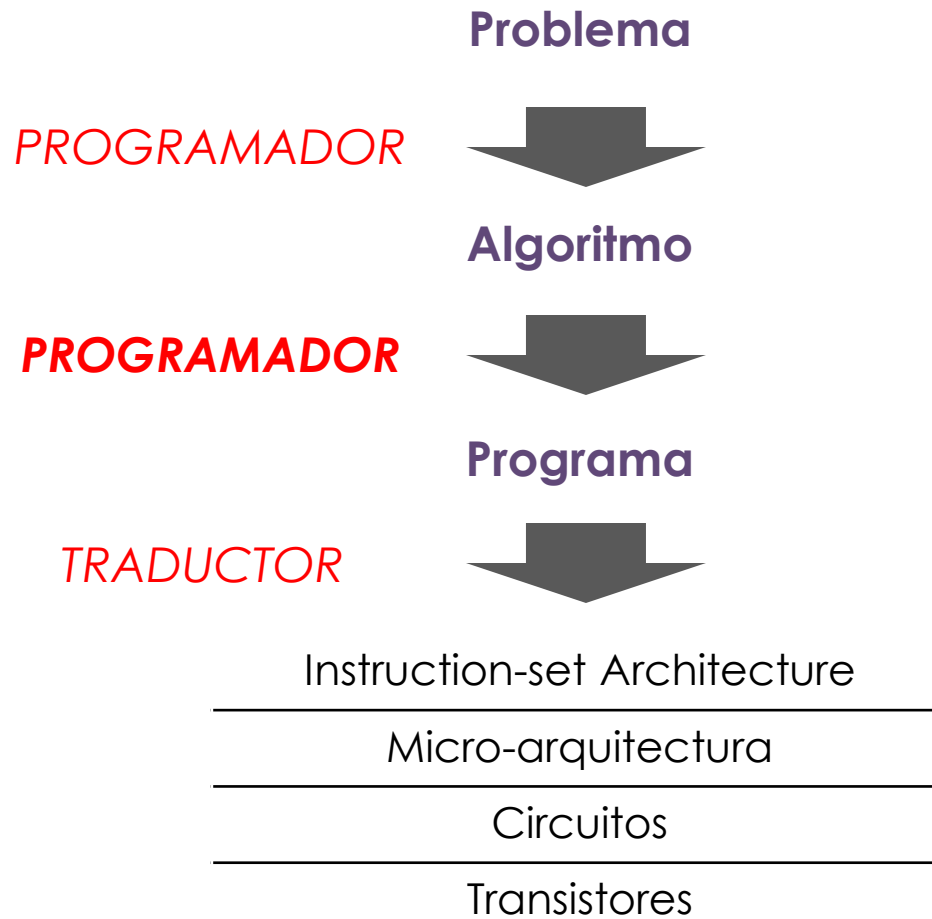 Problema
PROGRAMADOR
Algoritmo
PROGRAMADOR
Programa
TRADUCTOR
Instruction-set Architecture
Micro-arquitectura
Circuitos
Transistores